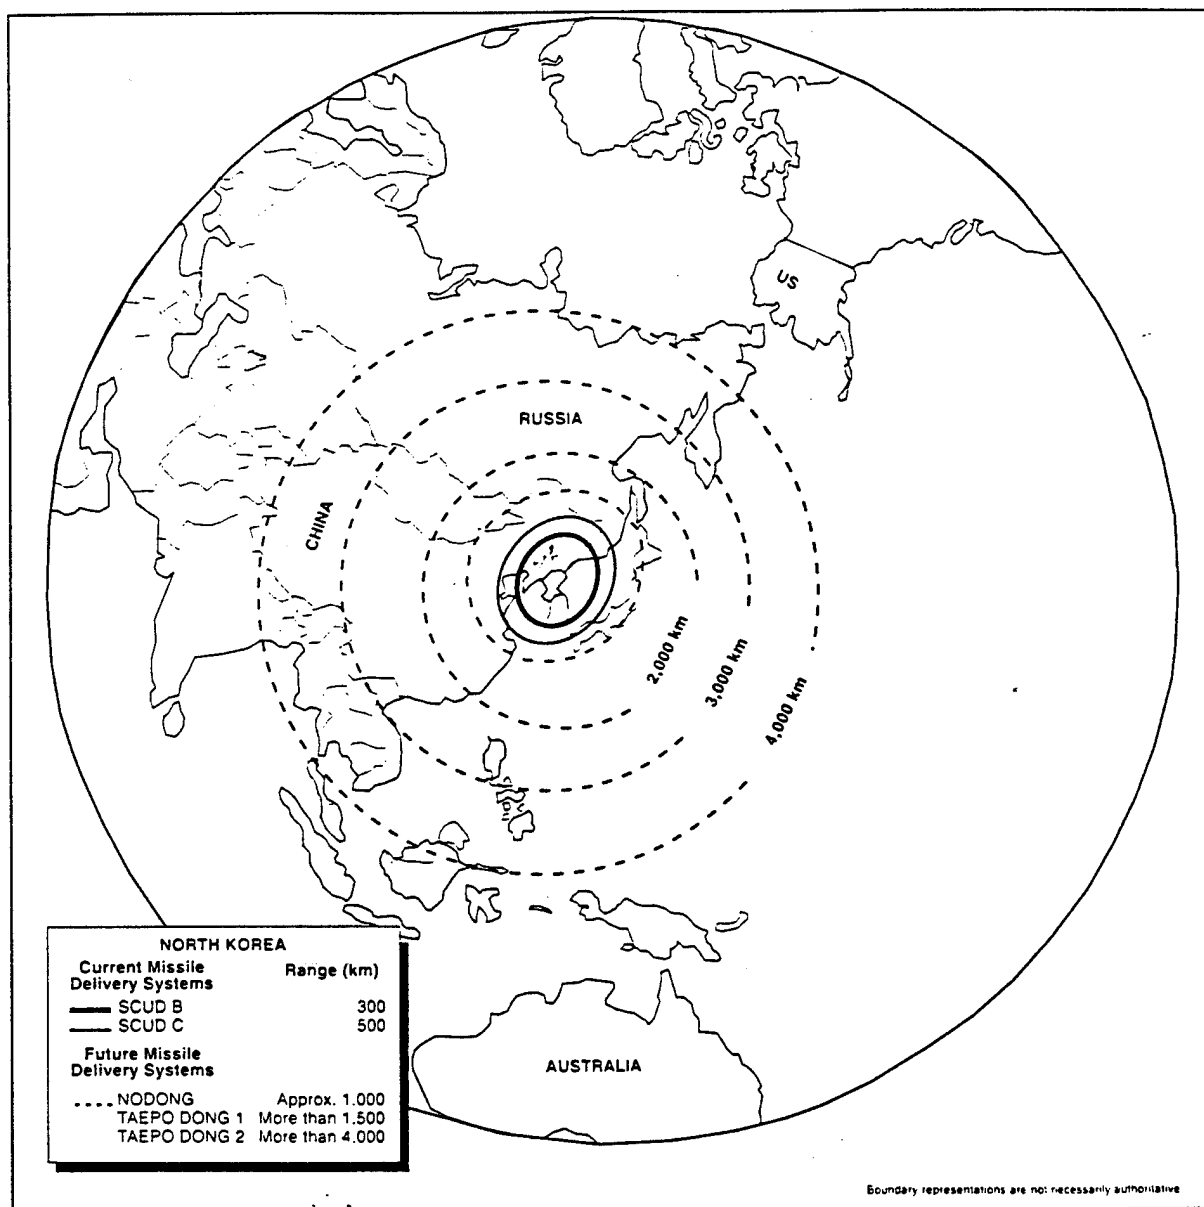 US
RUSSIA
CHINA
2,000 km
3,000 km
4,000 km
NORTH KOREA
Current Missile Range (km)
Delivery Systems
SCUD B 300
SCUD C 500
Future Missile
Delivery Systems
NODONG Approx. 1.000
TAEPO DONG 1 More than 1.500
TAEPO DONG 2 More than 4.000
AUSTRALIA
Boundary representations are not necessarily authoritative